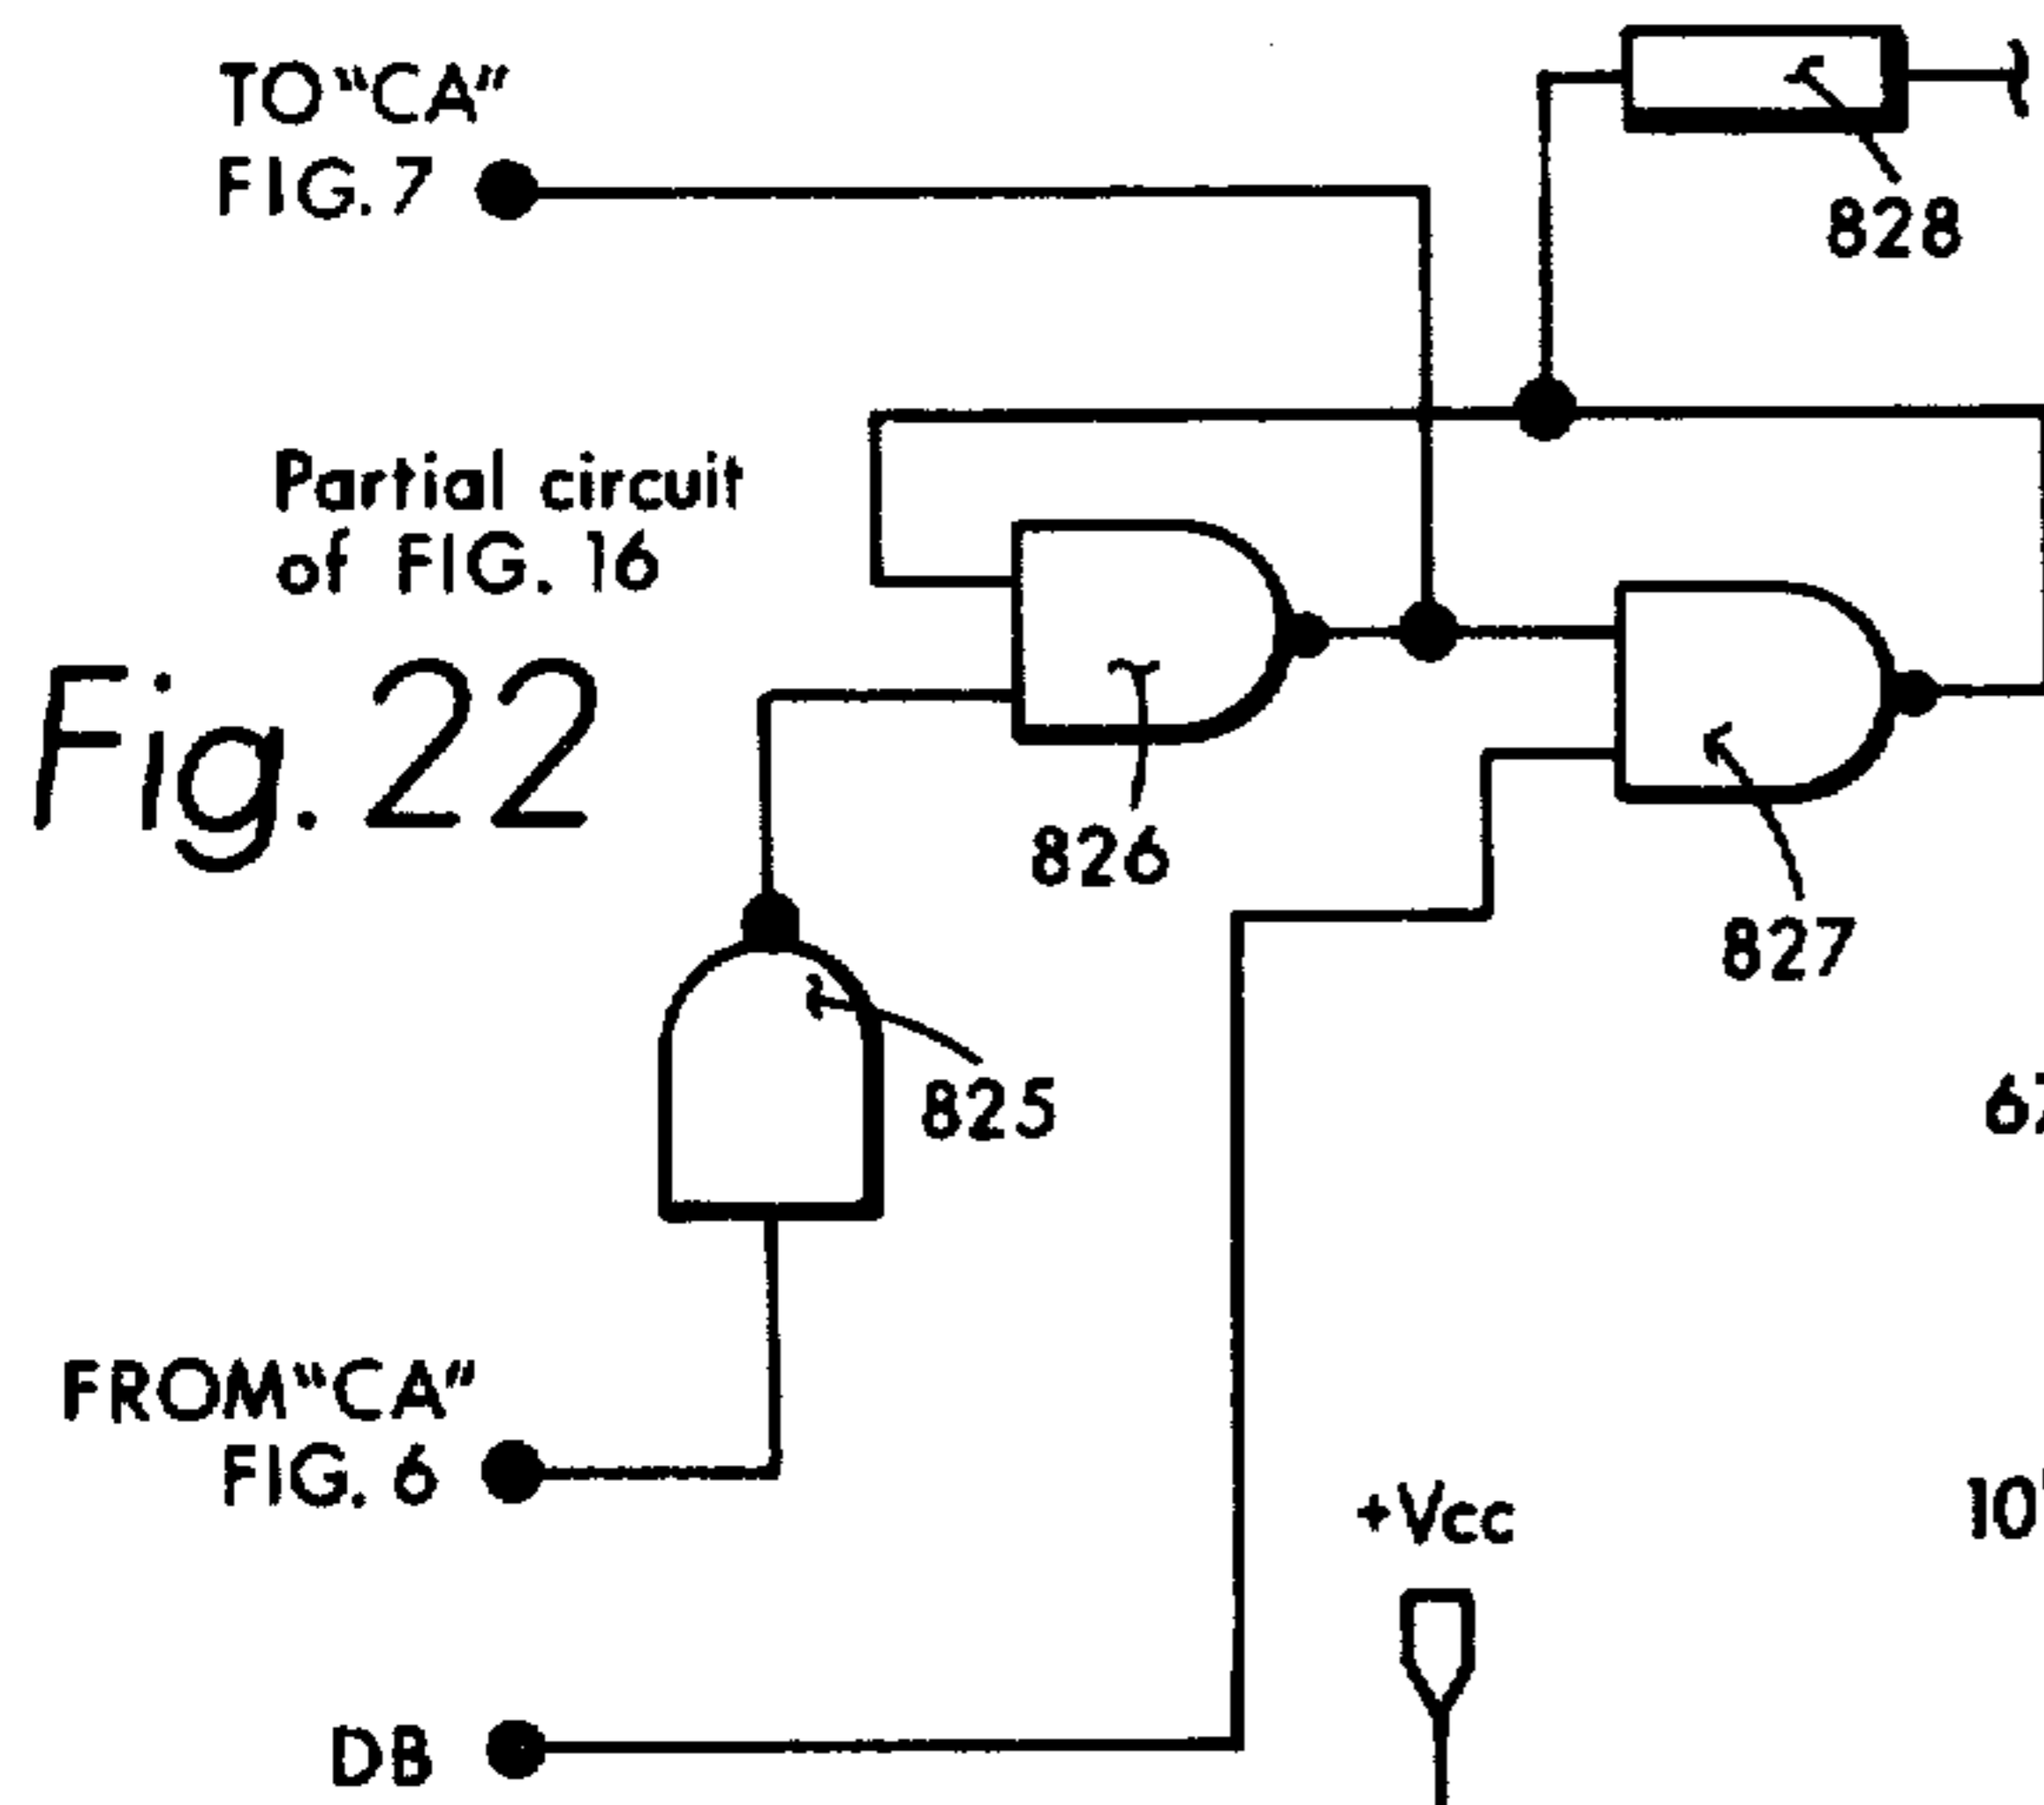 TO “CA”
FIG. 7
828
Partial circuit
of FIG. 16
Fig. 22
826
827
825
FROM “CA”
FIG. 6
+Vcc
10
DB